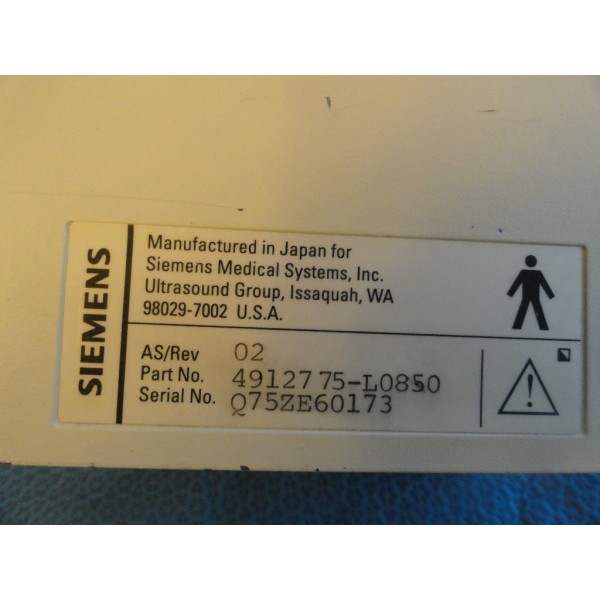 SIEMENS
Manufactured in Japan for
Siemens Medical Systems, Inc.
Ultrasound Group, Issaquah, WA
98029-7002 U.S.A.
AS/Rev 02
Part No. 4912775-L0850
Serial No. Q75ZE60173